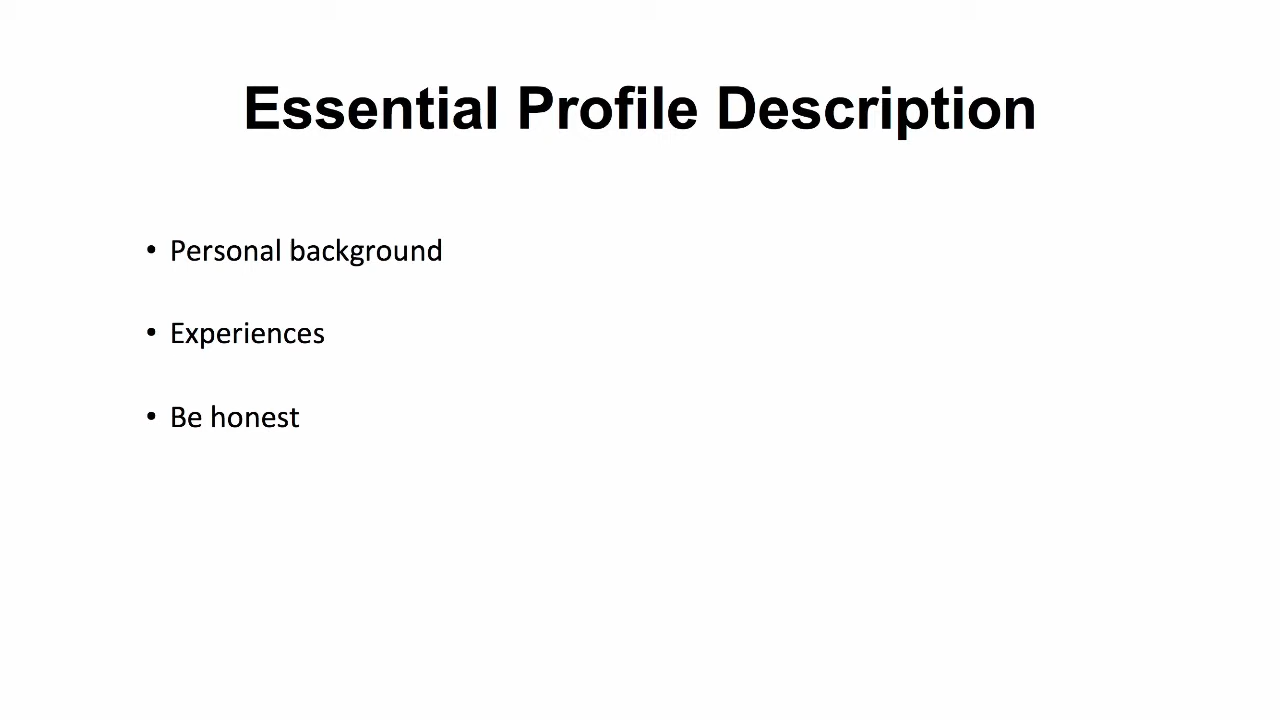 Essential Profile Description
• Personal background
• Experiences
• Be honest